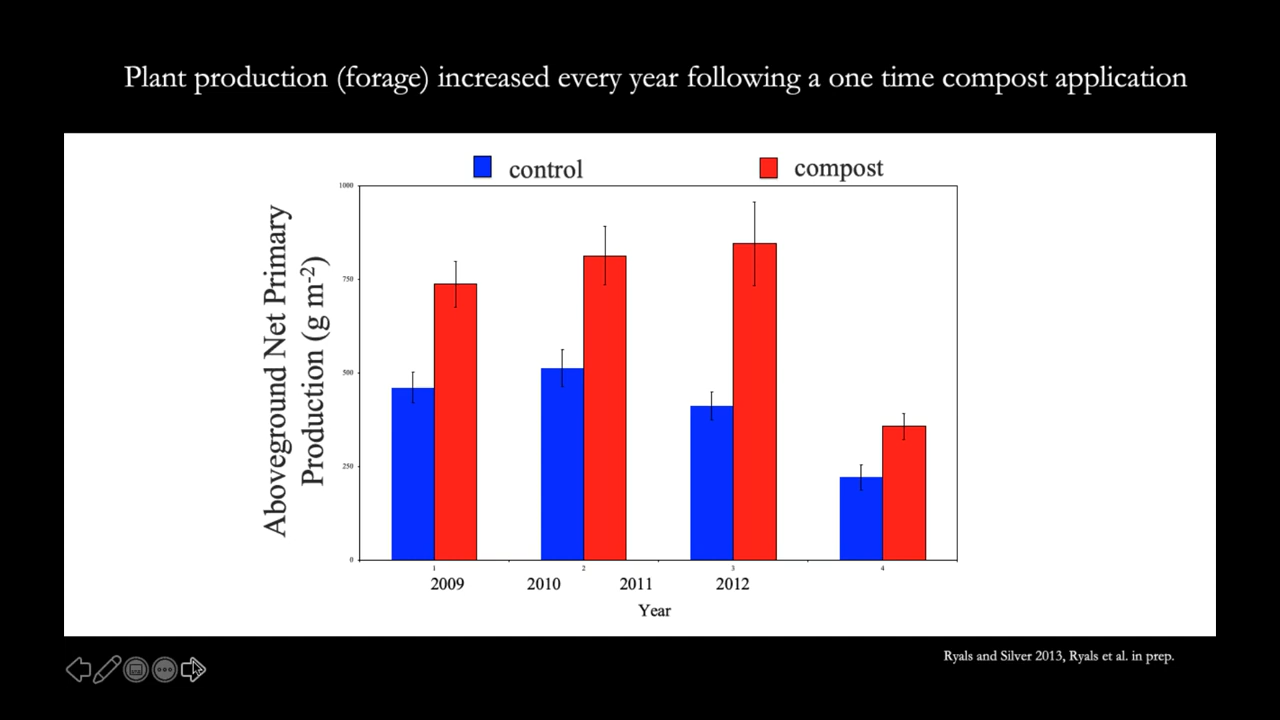 Plant production (forage) increased every year following a one time compost application
control compost
Aboveground Net Primary
Production (g m-2)
1000
750
500
250
0
1 2 3 4
2009 2010 2011 2012
Year
Ryals and Silver 2013, Ryals et al. in prep.